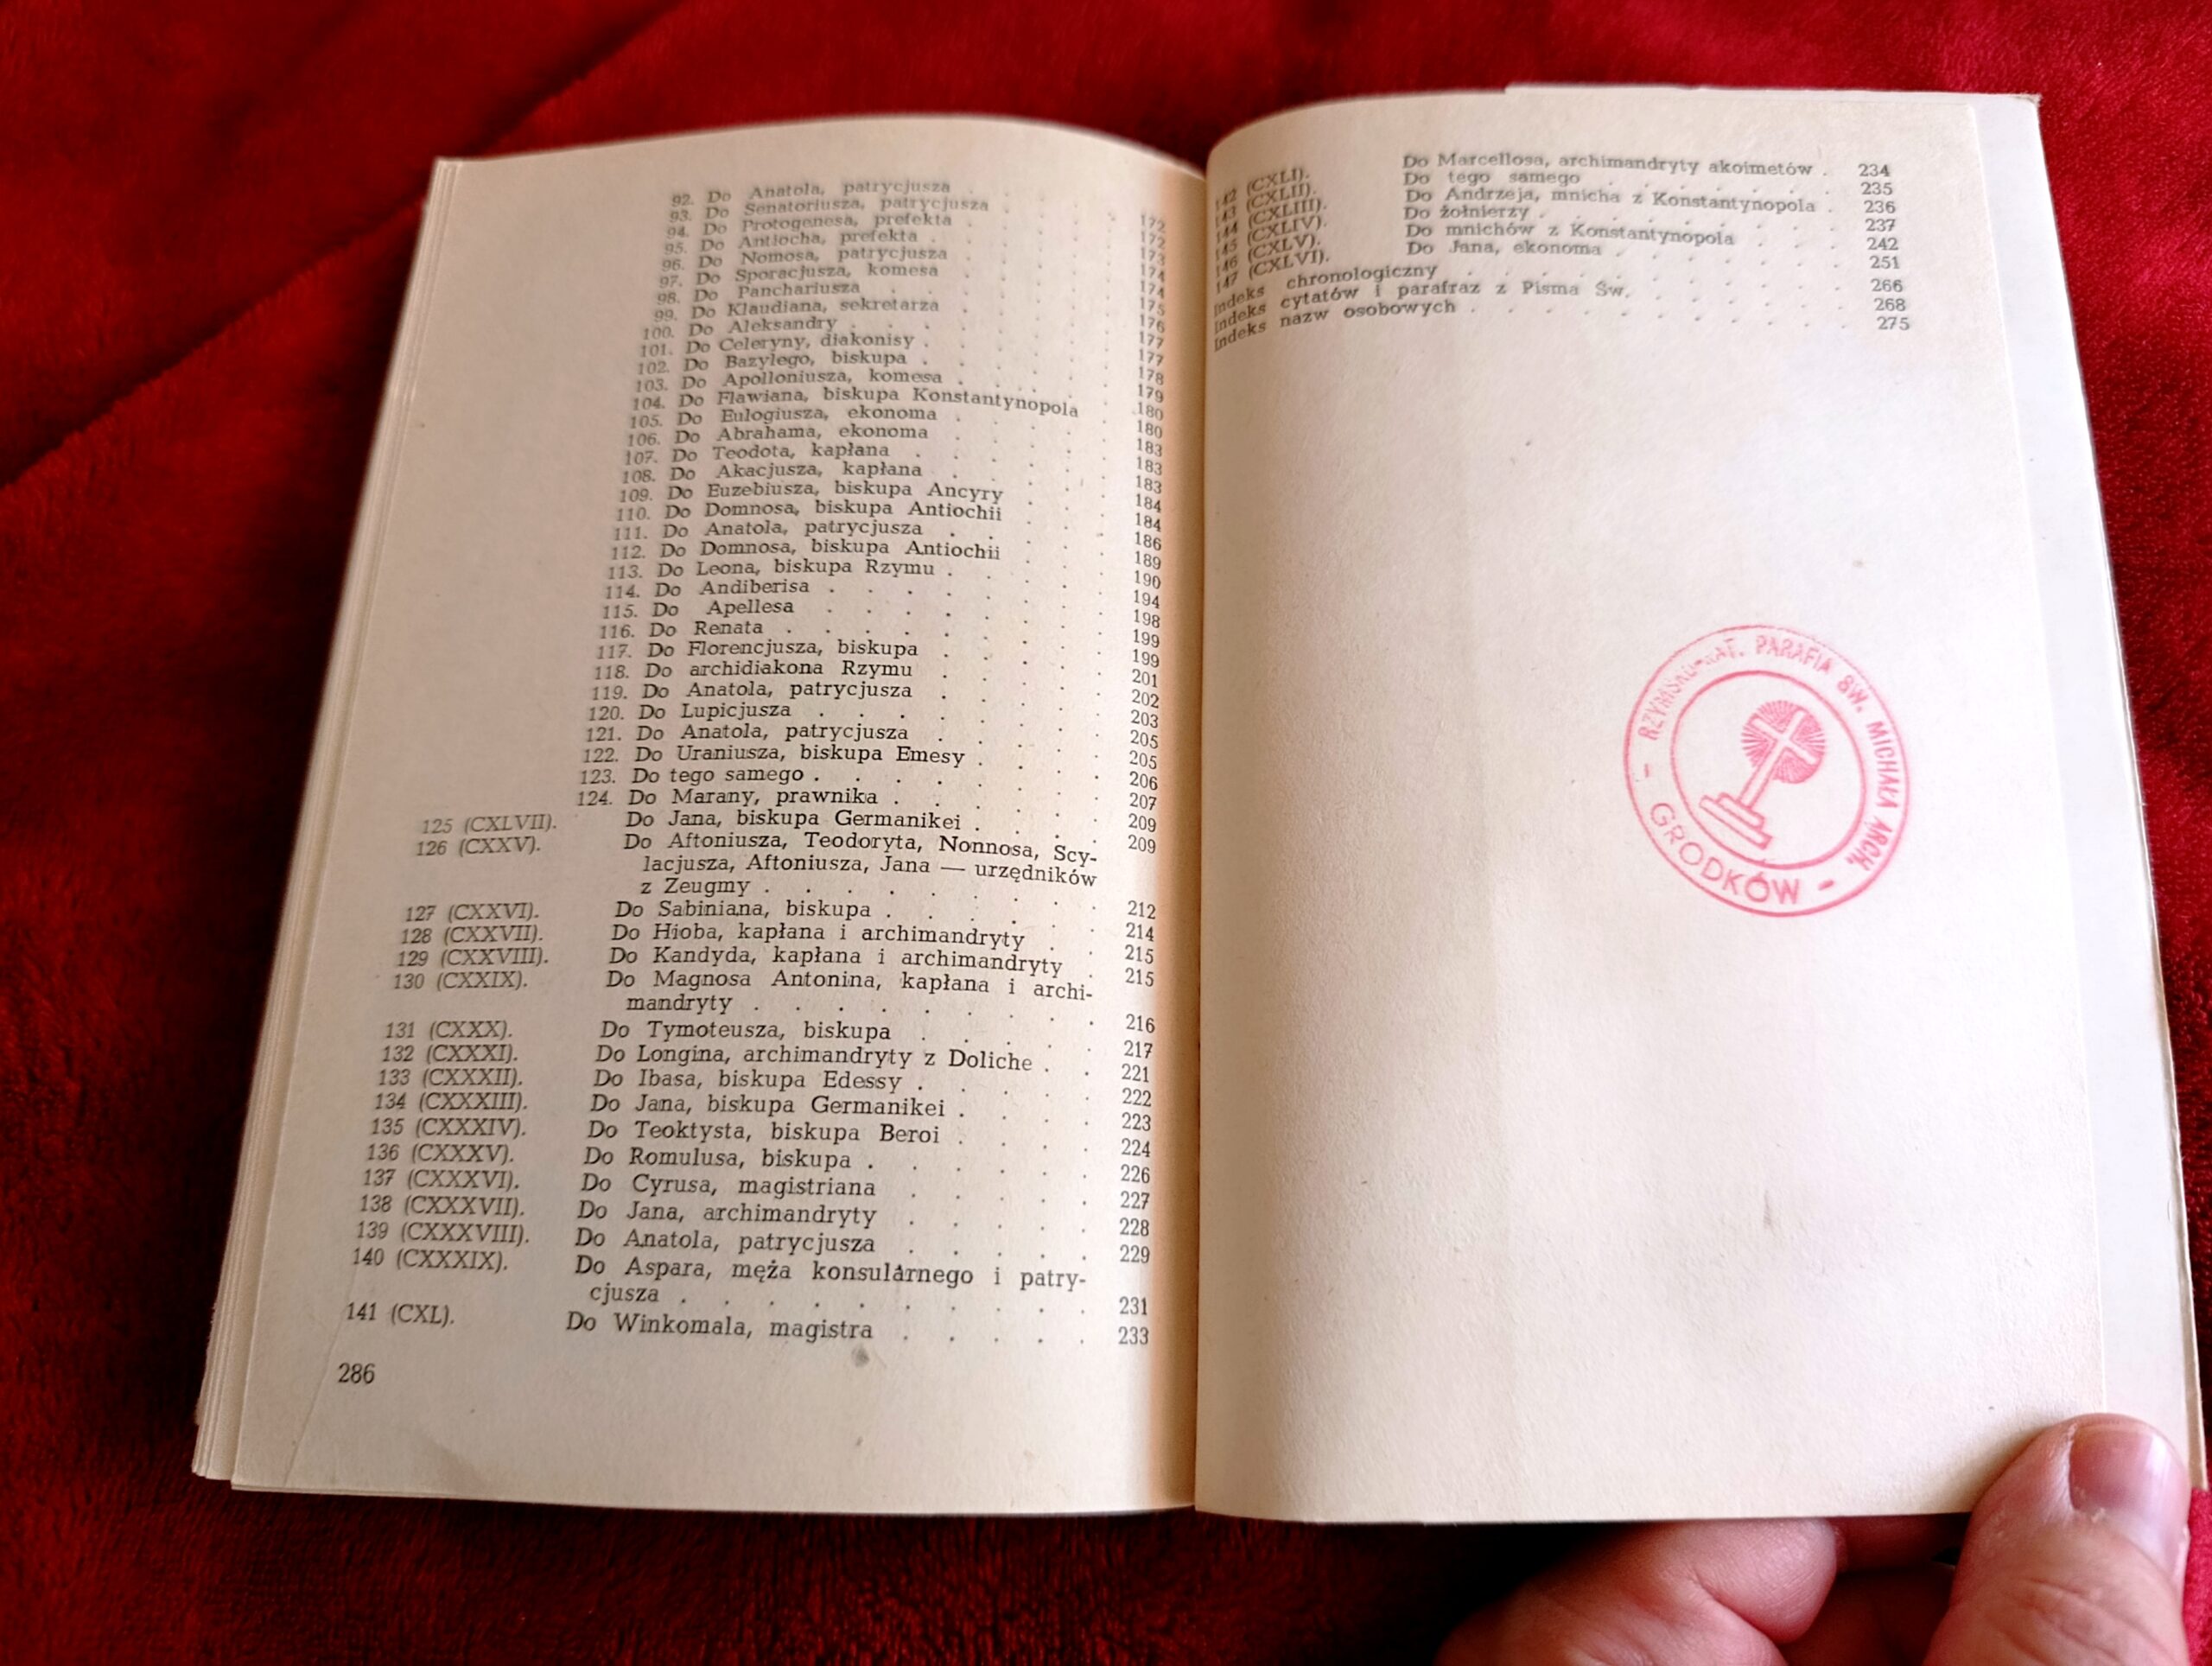 92. Do Anatola, patrycjusza . . . . 172
93. Do Senatoriusza, patrycjusza . . . . 172
94. Do Protogenesa, prefekta . . . . 173
95. Do Antiocha, prefekta . . . . . 174
96. Do Nomosa, patrycjusza . . . . 174
97. Do Sporacjusza, komesa . . . . 175
98. Do Panchariusza . . . . . 176
99. Do Klaudiana, sekretarza . . . . 177
100. Do Aleksandry . . . . . . 177
101. Do Celeryny, diakonisy . . . . . 178
102. Do Bazylego, biskupa . . . . . 179
103. Do Apolloniusza, komesa . . . . 180
104. Do Flawiana, biskupa Konstantynopola . 180
105. Do Eulogiusza, ekonoma . . . . 183
106. Do Abrahama, ekonoma . . . . 183
107. Do Teodota, kapłana . . . . . 183
108. Do Akacjusza, kapłana . . . . 184
109. Do Euzebiusza, biskupa Ancyry . . . 184
110. Do Domnosa, biskupa Antiochii . . . 186
111. Do Anatola, patrycjusza . . . . 189
112. Do Domnosa, biskupa Antiochii . . . 190
113. Do Leona, biskupa Rzymu . . . . 194
114. Do Andiberisa . . . . . . 198
115. Do Apellesa . . . . . . 199
116. Do Renata . . . . . . . 199
117. Do Florencjusza, biskupa . . . . 201
118. Do archidiakona Rzymu . . . . 202
119. Do Anatola, patrycjusza . . . . 203
120. Do Lupicjusza . . . . . . 205
121. Do Anatola, patrycjusza . . . . 205
122. Do Uraniusza, biskupa Emesy . . . 206
123. Do tego samego . . . . . . 207
124. Do Marany, prawnika . . . . . 209
125 (CXLVII). Do Jana, biskupa Germanikei . . . . 209
126 (CXXV). Do Aftoniusza, Teodoryta, Nonnosa, Scy-
lacjusza, Aftoniusza, Jana — urzędników
z Zeugmy . . . . . . . 212
127 (CXXVI). Do Sabiniana, biskupa . . . . . 214
128 (CXXVII). Do Hioba, kapłana i archimandryty . . 215
129 (CXXVIII). Do Kandyda, kapłana i archimandryty . 215
130 (CXXIX). Do Magnosa Antonina, kapłana i archi-
mandryty . . . . . . . 216
131 (CXXX). Do Tymoteusza, biskupa . . . . 217
132 (CXXXI). Do Longina, archimandryty z Doliche . . 221
133 (CXXXII). Do Ibasa, biskupa Edessy . . . . 222
134 (CXXXIII). Do Jana, biskupa Germanikei . . . . 223
135 (CXXXIV). Do Teoktysta, biskupa Beroi . . . . 224
136 (CXXXV). Do Romulusa, biskupa . . . . . 226
137 (CXXXVI). Do Cyrusa, magistriana . . . . 227
138 (CXXXVII). Do Jana, archimandryty . . . . 228
139 (CXXXVIII). Do Anatola, patrycjusza . . . . . 229
140 (CXXXIX). Do Aspara, męża konsularnego i patry-
cjusza . . . . . . . . . 231
141 (CXL). Do Winkomala, magistra . . . . . 233
286
142 (CXLI). Do Marcellosa, archimandryty akoimetów . 234
143 (CXLII). Do tego samego . . . . . . 235
144 (CXLIII). Do Andrzeja, mnicha z Konstantynopola . 236
145 (CXLIV). Do żołnierzy . . . . . . . 237
146 (CXLV). Do mnichów z Konstantynopola . . . 242
147 (CXLVI). Do Jana, ekonoma . . . . . . 251
Indeks chronologiczny . . . . . . . . . 266
Indeks cytatów i parafraz z Pisma Św. . . . . . 268
Indeks nazw osobowych . . . . . . . . . 275
RZYMSKO-KAT. PARAFIA ŚW. MICHAŁA ARCH.
- GRODKÓW -